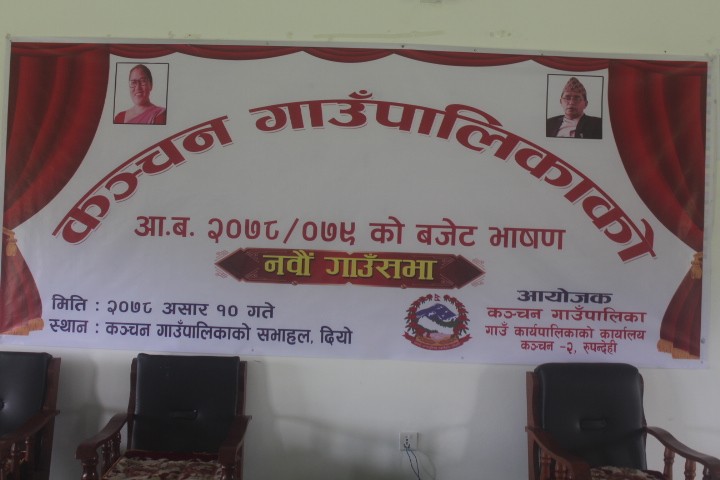 कञ्चन गाउँपालिकाको
आ.ब. २०७८/०७९ को बजेट भाषण
नवौं गाउँसभा
मिति : २०७८ असार १० गते
स्थान : कञ्चन गाउँपालिकाको सभाहल, दियो
आयोजक
कञ्चन गाउँपालिका
गाउँ कार्यपालिकाको कार्यालय
कञ्चन -२, रुपन्देही